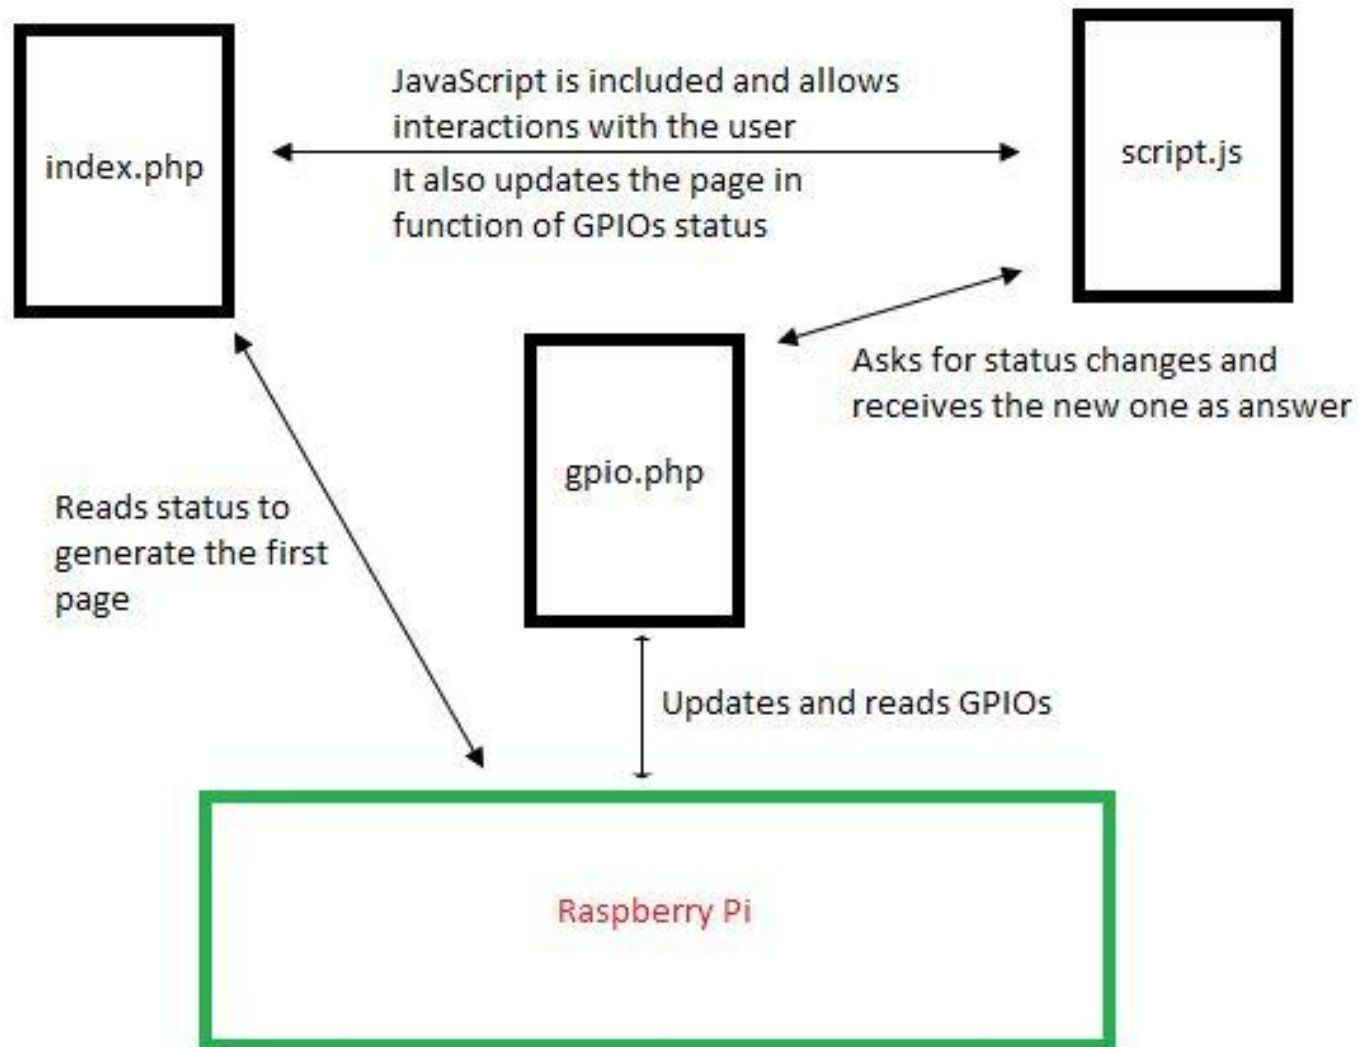 index.php
JavaScript is included and allows
interactions with the user
It also updates the page in
function of GPIOs status
script.js
Asks for status changes and
receives the new one as answer
gpio.php
Reads status to
generate the first
page
Updates and reads GPIOs
Raspberry Pi